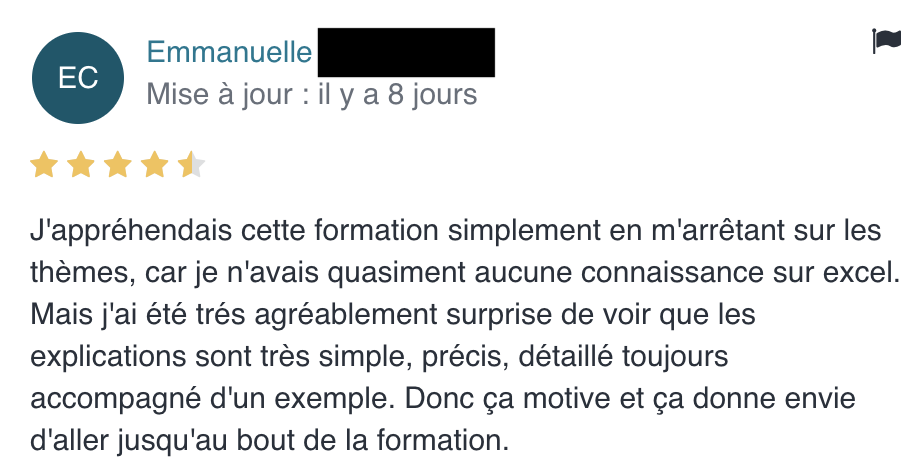 EC
Emmanuelle
Mise à jour : il y a 8 jours
J'appréhendais cette formation simplement en m'arrêtant sur les
thèmes, car je n'avais quasiment aucune connaissance sur excel.
Mais j'ai été trés agréablement surprise de voir que les
explications sont très simple, précis, détaillé toujours
accompagné d'un exemple. Donc ça motive et ça donne envie
d'aller jusqu'au bout de la formation.